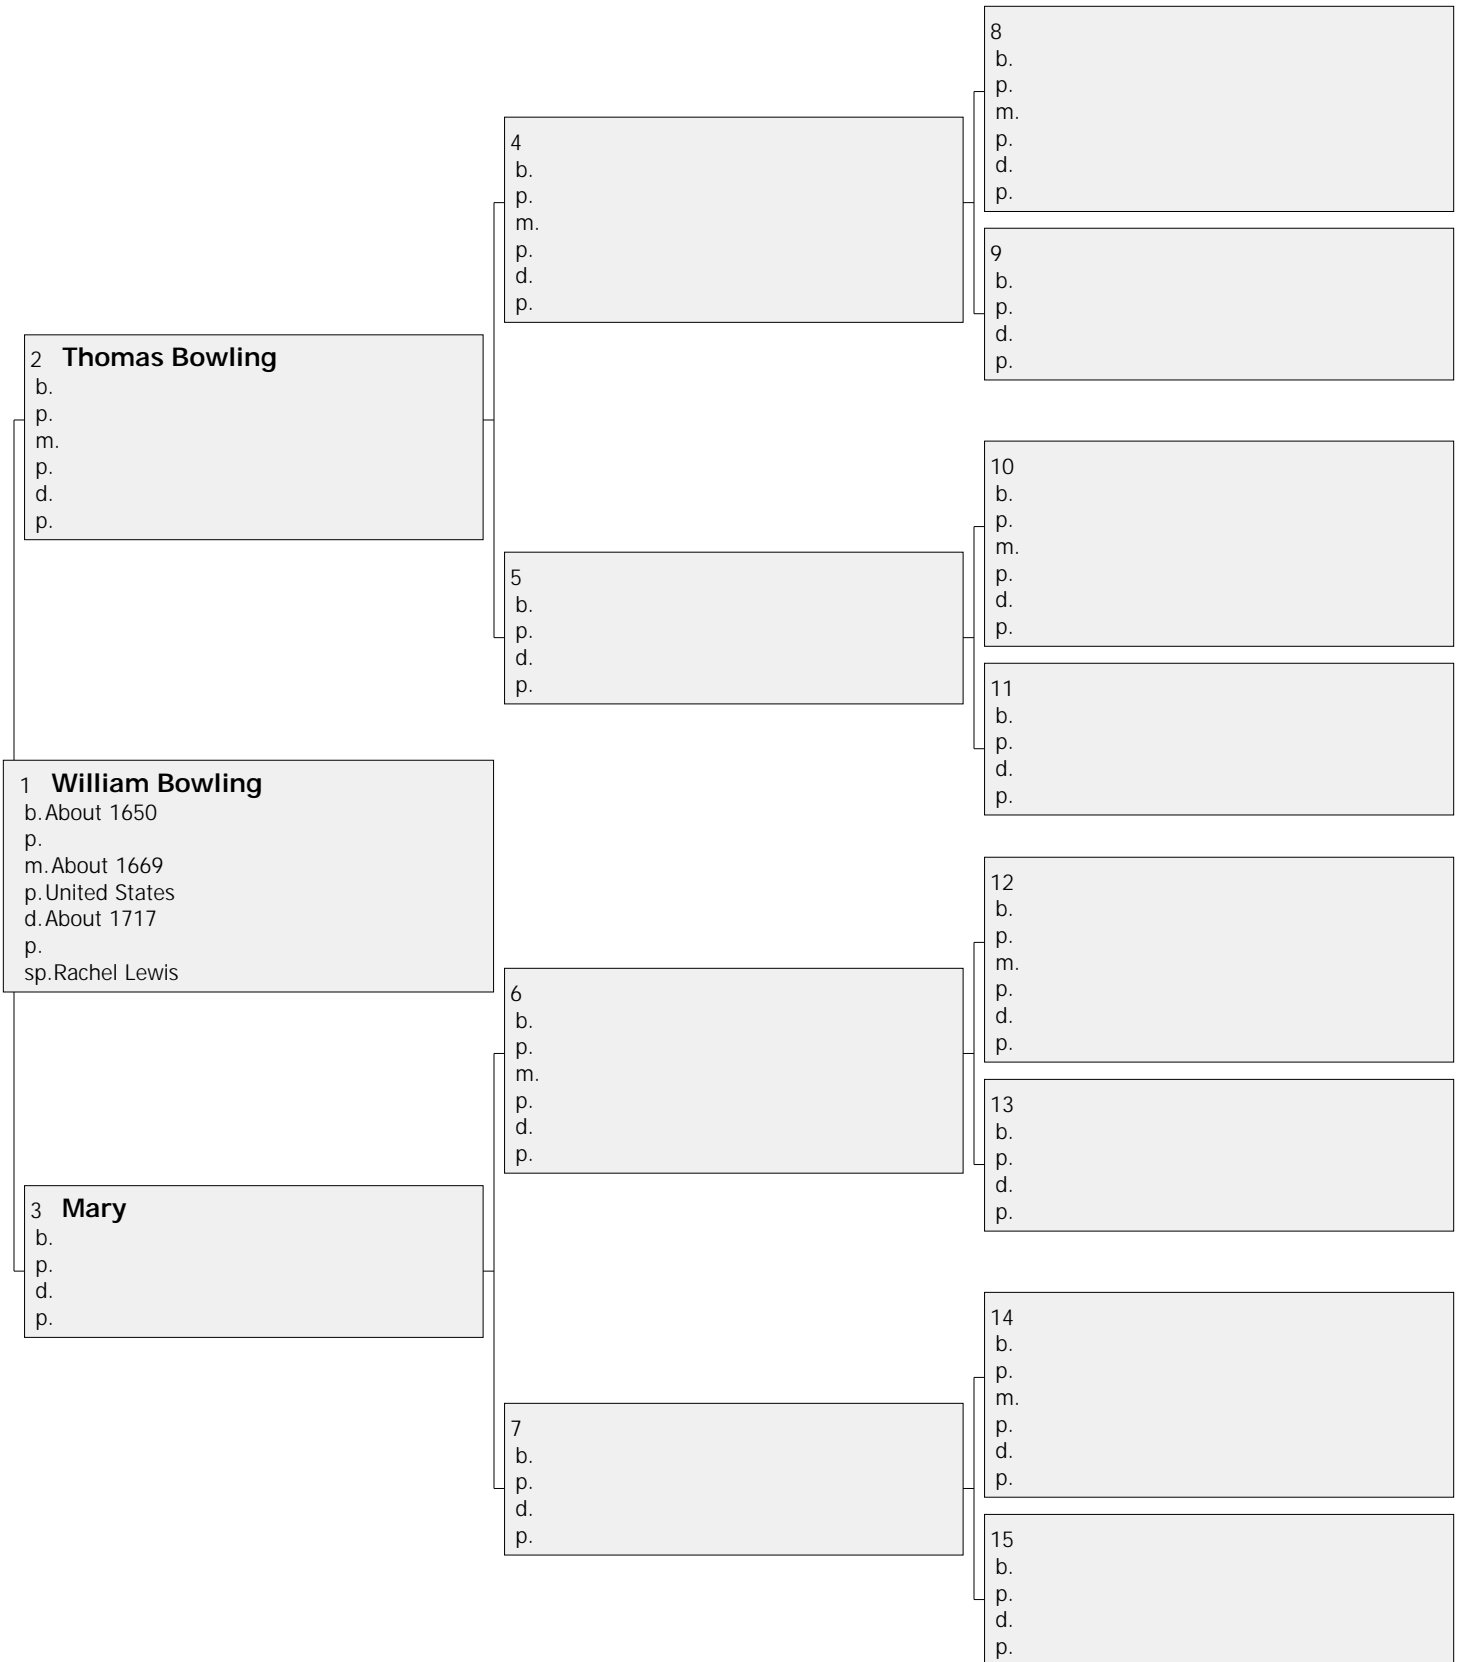 8
b.
p.
m.
p.
d.
p.
4
b.
p.
m.
p.
d.
p.
9
b.
p.
d.
p.
2 Thomas Bowling
b.
p.
m.
p.
d.
p.
10
b.
p.
m.
p.
d.
p.
5
b.
p.
d.
p.
11
b.
p.
d.
p.
1 William Bowling
b.About 1650
p.
m.About 1669
p.United States
d.About 1717
p.
sp.Rachel Lewis
12
b.
p.
m.
p.
d.
p.
6
b.
p.
m.
p.
d.
p.
13
b.
p.
d.
p.
3 Mary
b.
p.
d.
p.
14
b.
p.
m.
p.
d.
p.
7
b.
p.
d.
p.
15
b.
p.
d.
p.